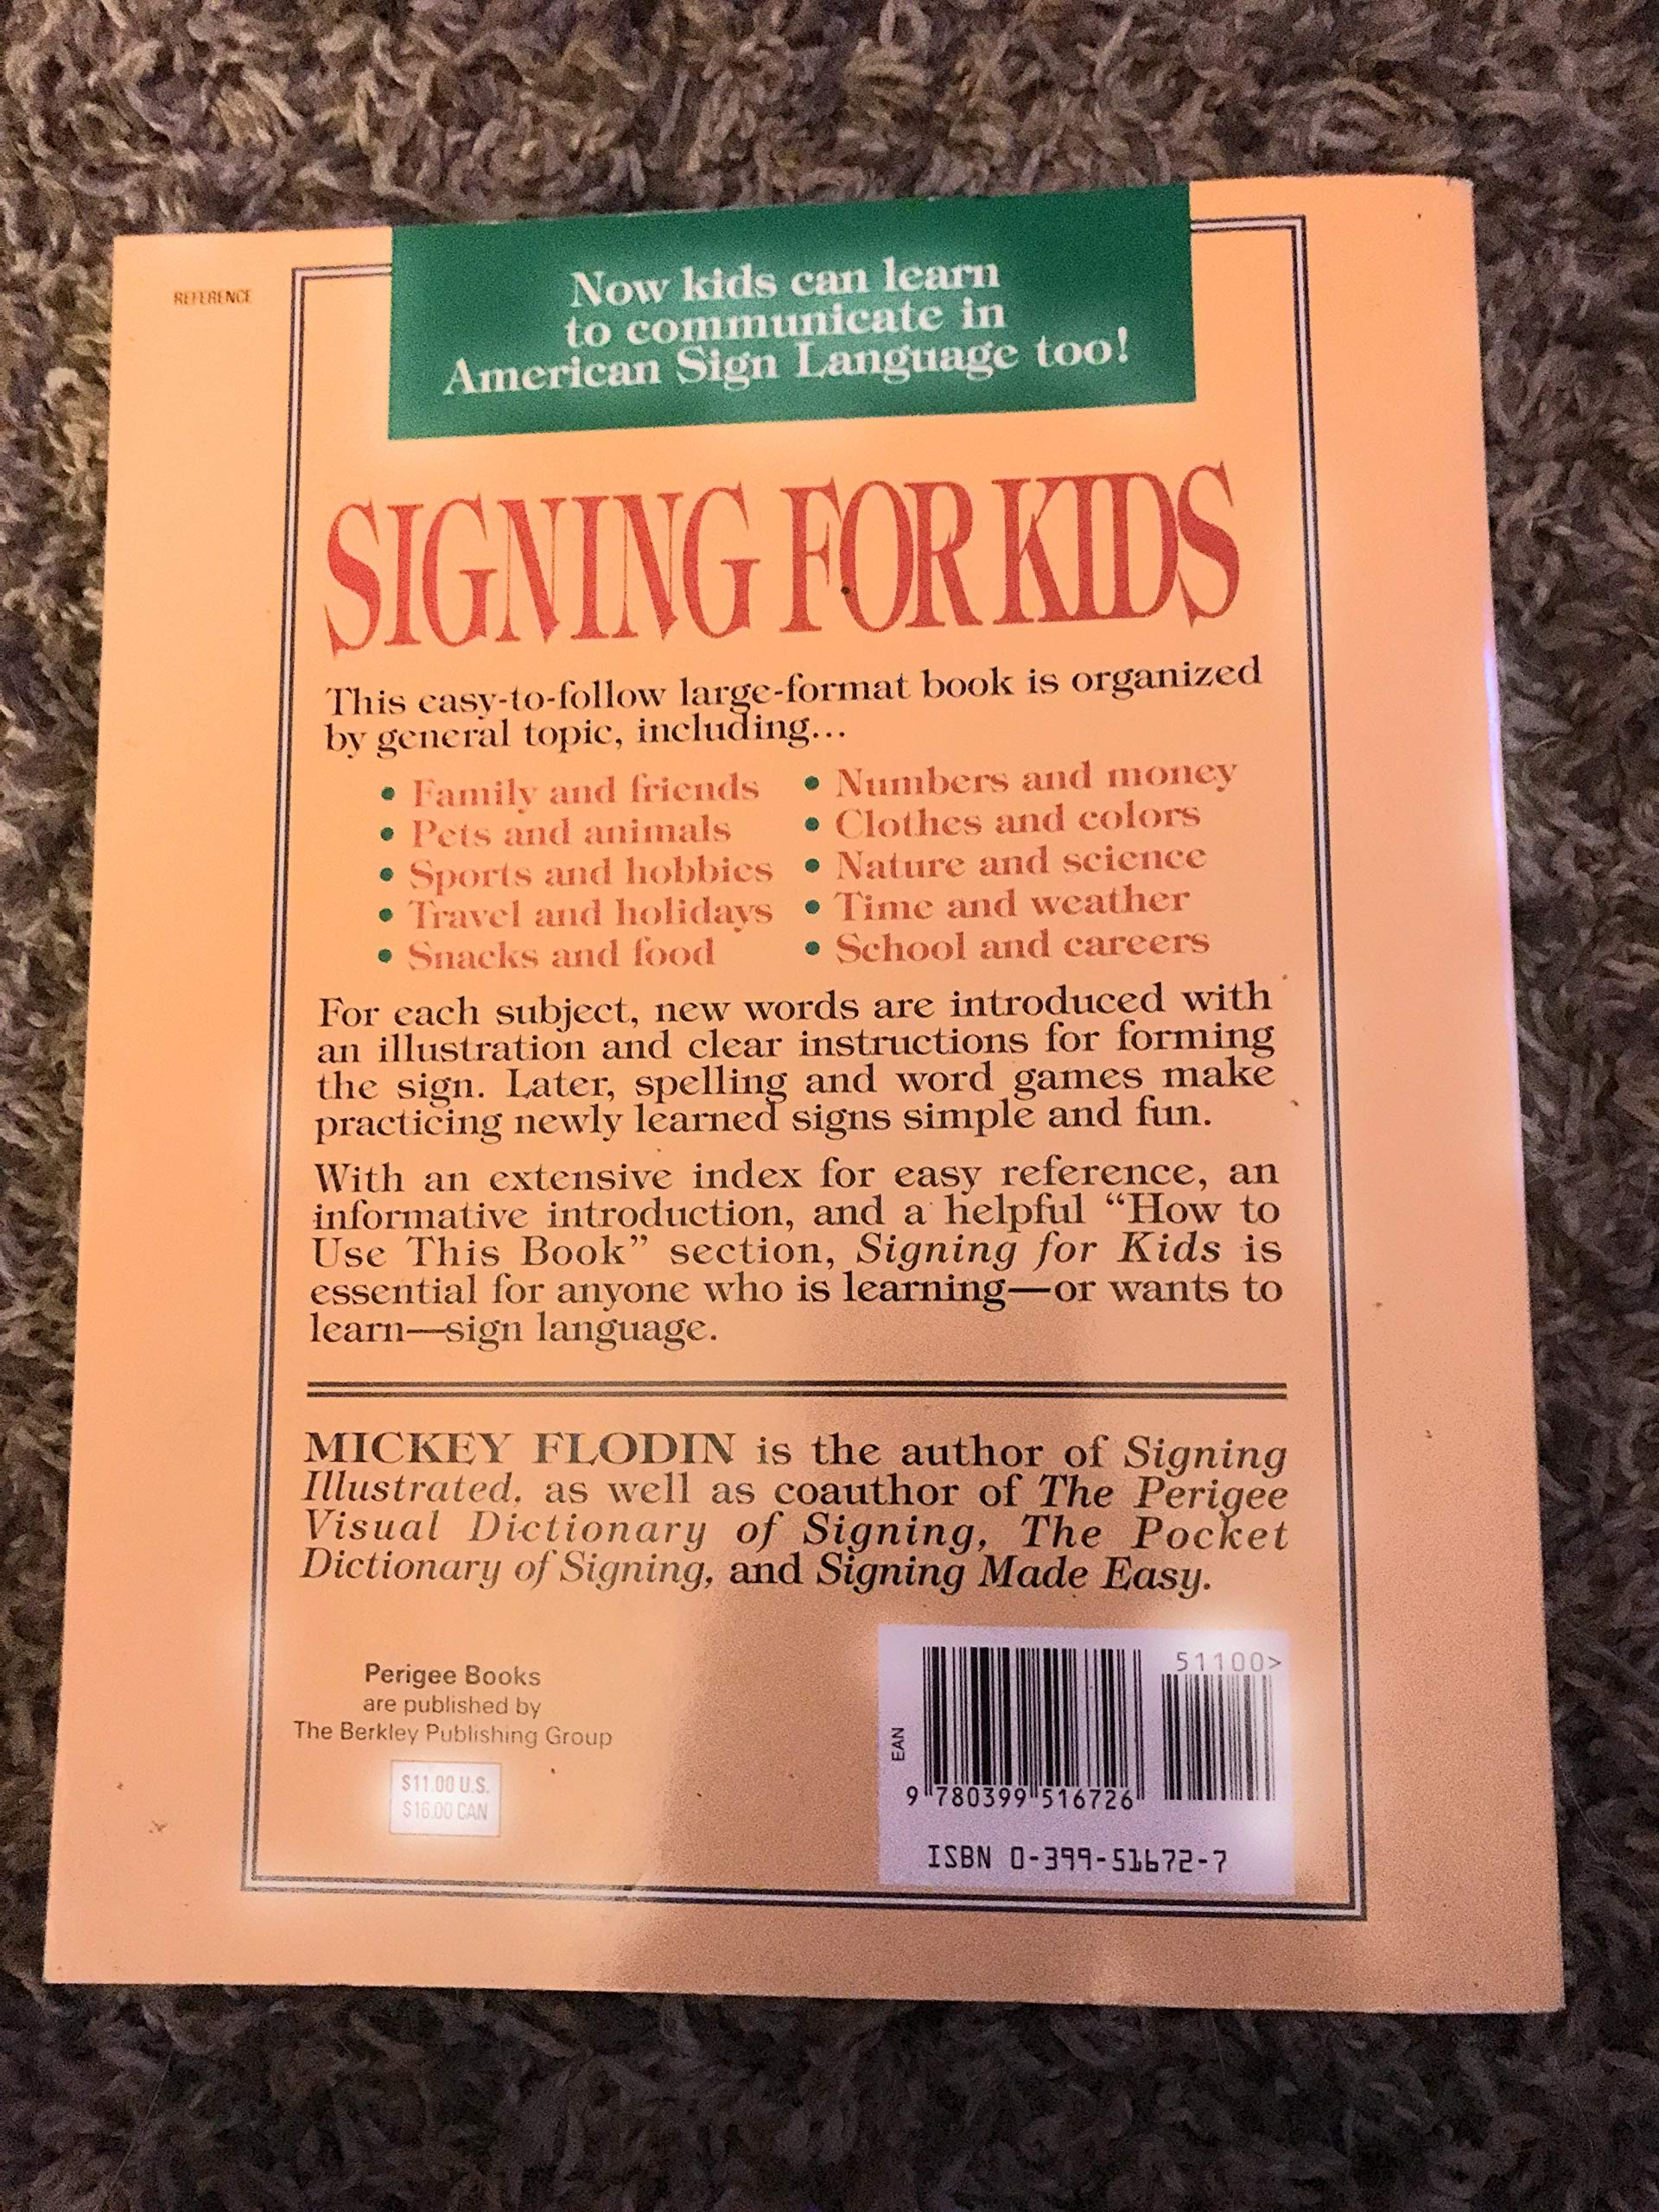 REFERENCE
Now kids can learn
to communicate in
American Sign Language too!
SIGNING FOR KIDS
This easy-to-follow large-format book is organized
by general topic, including...
• Family and friends
• Pets and animals
• Sports and hobbies
• Travel and holidays
• Snacks and food
• Numbers and money
• Clothes and colors
• Nature and science
• Time and weather
• School and careers
For each subject, new words are introduced with
an illustration and clear instructions for forming
the sign. Later, spelling and word games make
practicing newly learned signs simple and fun.
With an extensive index for easy reference, an
informative introduction, and a helpful “How to
Use This Book” section, Signing for Kids is
essential for anyone who is learning—or wants to
learn—sign language.
MICKEY FLODIN is the author of Signing
Illustrated, as well as coauthor of The Perigee
Visual Dictionary of Signing, The Pocket
Dictionary of Signing, and Signing Made Easy.
Perigee Books
are published by
The Berkley Publishing Group
$11.00 U.S.
$16.00 CAN
51100>
EAN
9 780399 516726
ISBN 0-399-51672-7